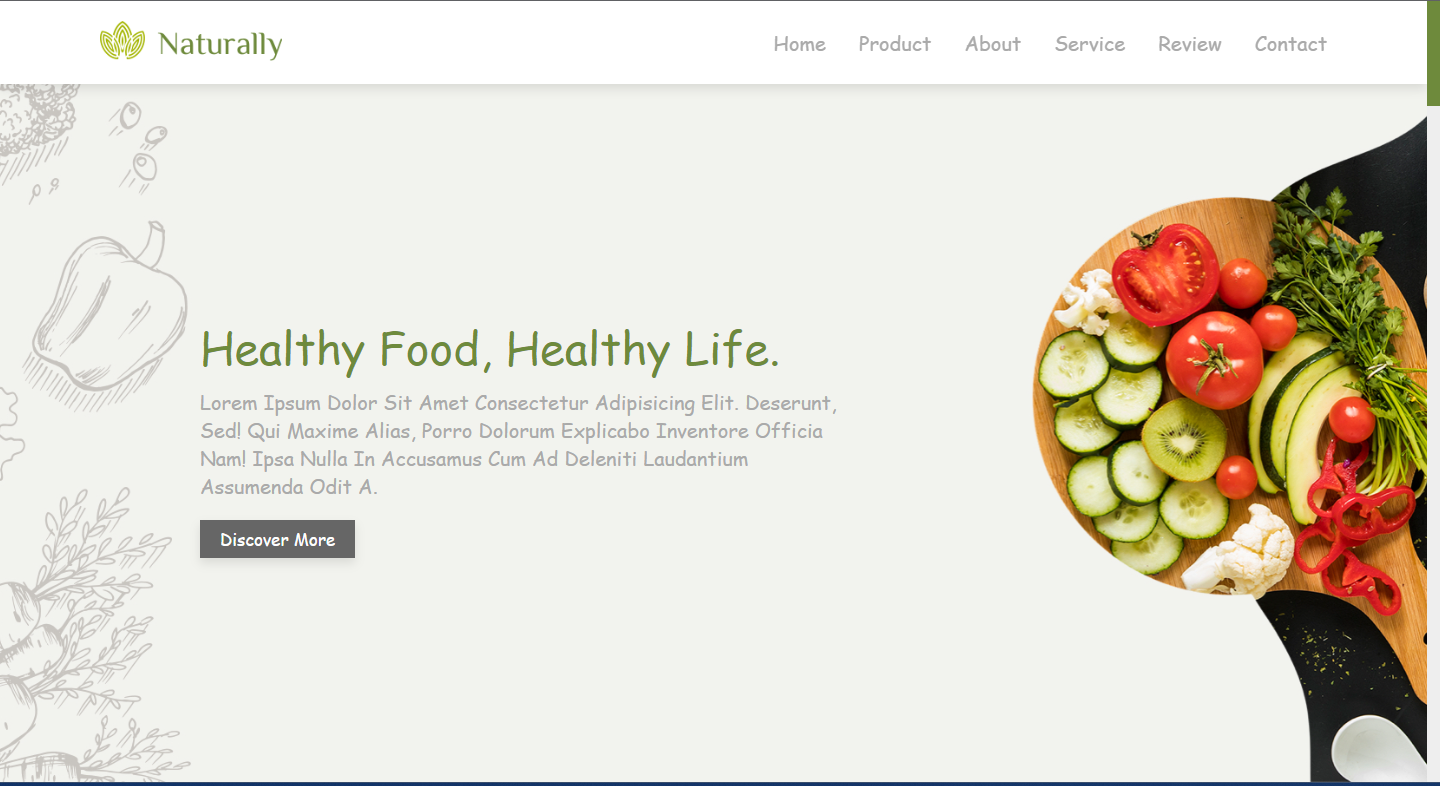 Naturally
Home Product About Service Review Contact
Healthy Food, Healthy Life.
Lorem Ipsum Dolor Sit Amet Consectetur Adipisicing Elit. Deserunt,
Sed! Qui Maxime Alias, Porro Dolorum Explicabo Inventore Officia
Nam! Ipsa Nulla In Accusamus Cum Ad Deleniti Laudantium
Assumenda Odit A.
Discover More